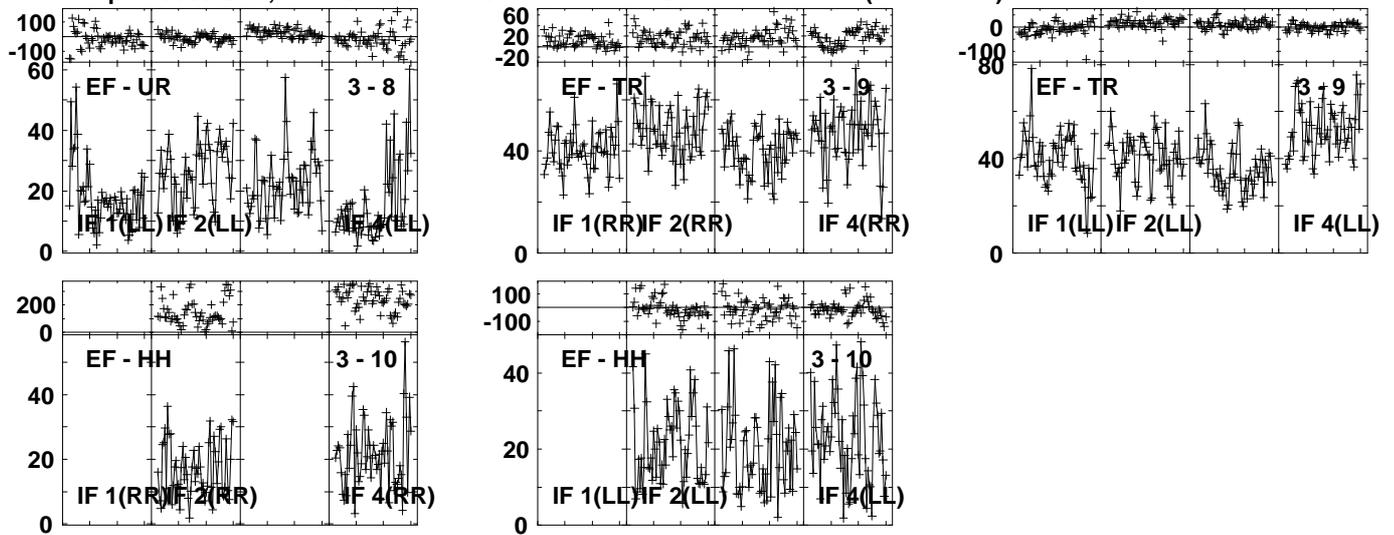 100
-100
60
EF - UR 3 - 8
40
20
IF 1(LL) IF 2(LL) IF 4(LL)
0
60
20
-20
EF - TR 3 - 9
40
IF 1(RR) IF 2(RR) IF 4(RR)
0
0
-100
80
EF - TR 3 - 9
40
IF 1(LL) IF 2(LL) IF 4(LL)
0
200
0
EF - HH 3 - 10
40
20
IF 1(RR) IF 2(RR) IF 4(RR)
0
100
-100
EF - HH 3 - 10
40
20
IF 1(LL) IF 2(LL) IF 4(LL)
0